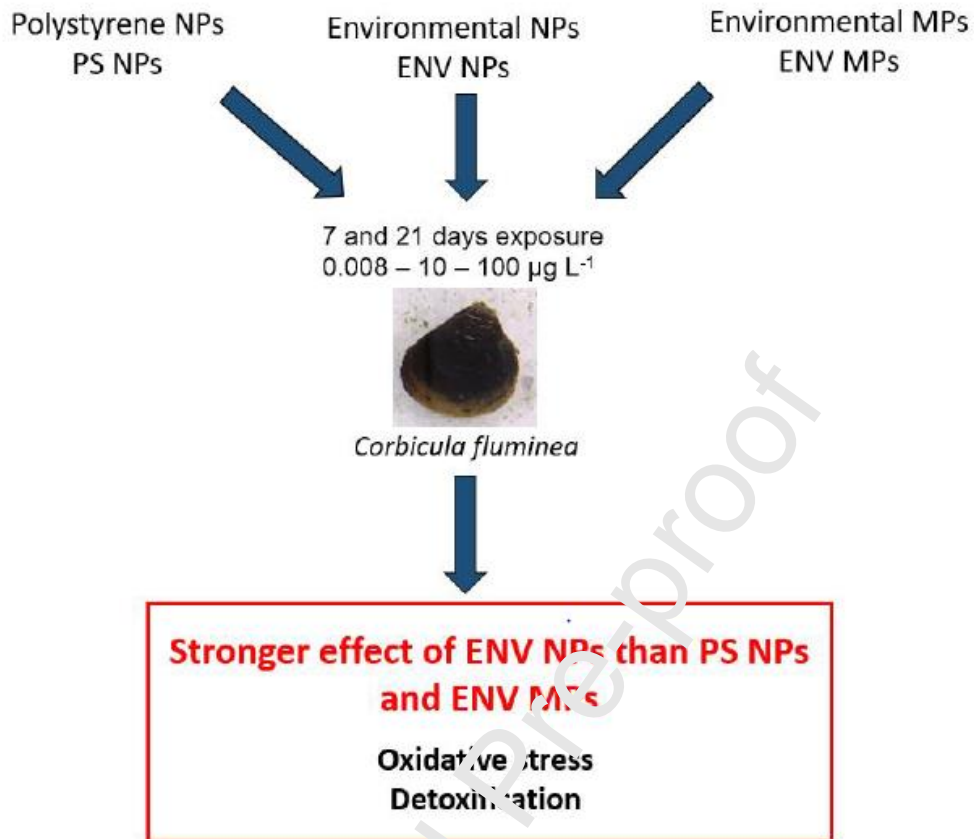 Polystyrene NPs
PS NPs
Environmental NPs
ENV NPs
Environmental MPs
ENV MPs
7 and 21 days exposure
0.008 – 10 – 100 µg L⁻¹
Corbicula fluminea
Stronger effect of ENV NPs than PS NPs
and ENV MPs
Oxidative stress
Detoxification
Pre-proof